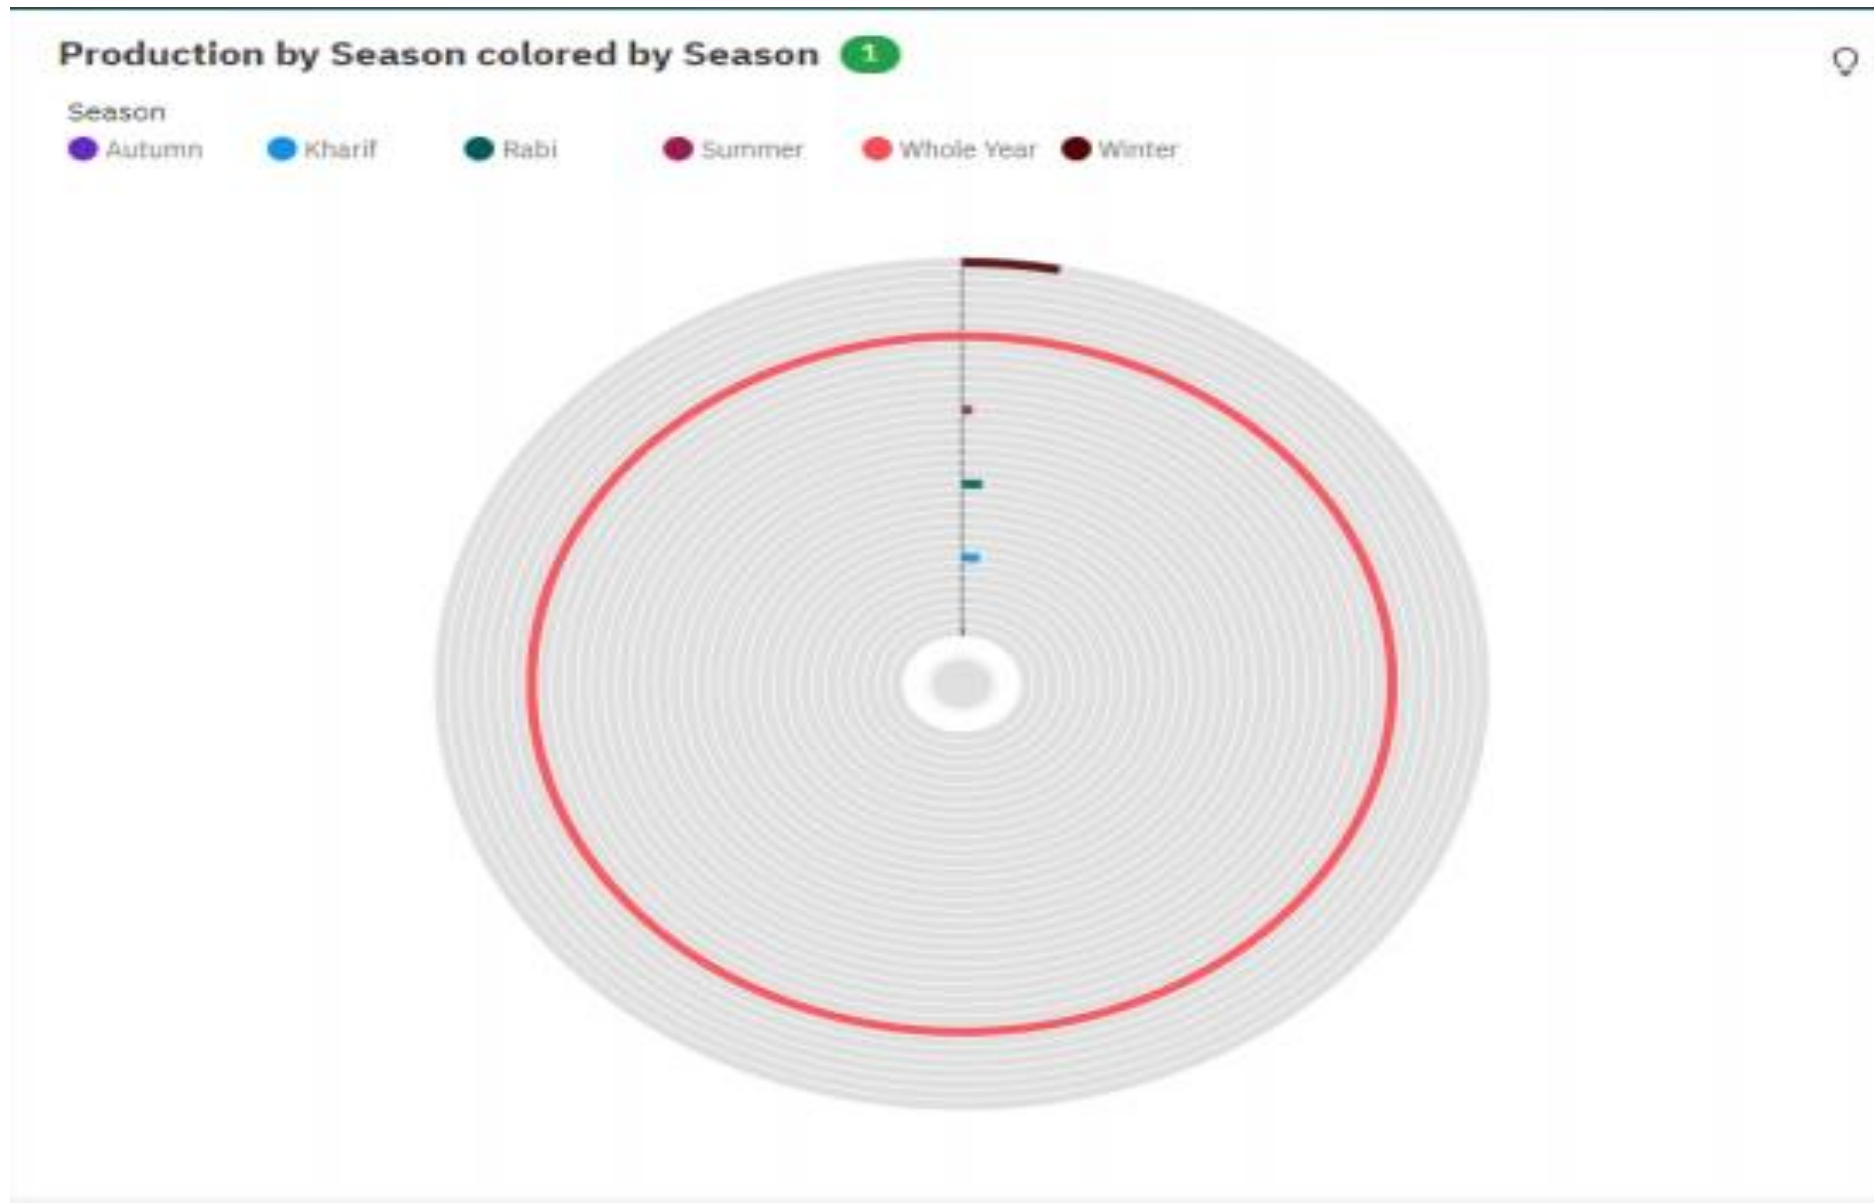 Production by Season colored by Season 1
Season
Autumn Kharif Rabi Summer Whole Year Winter